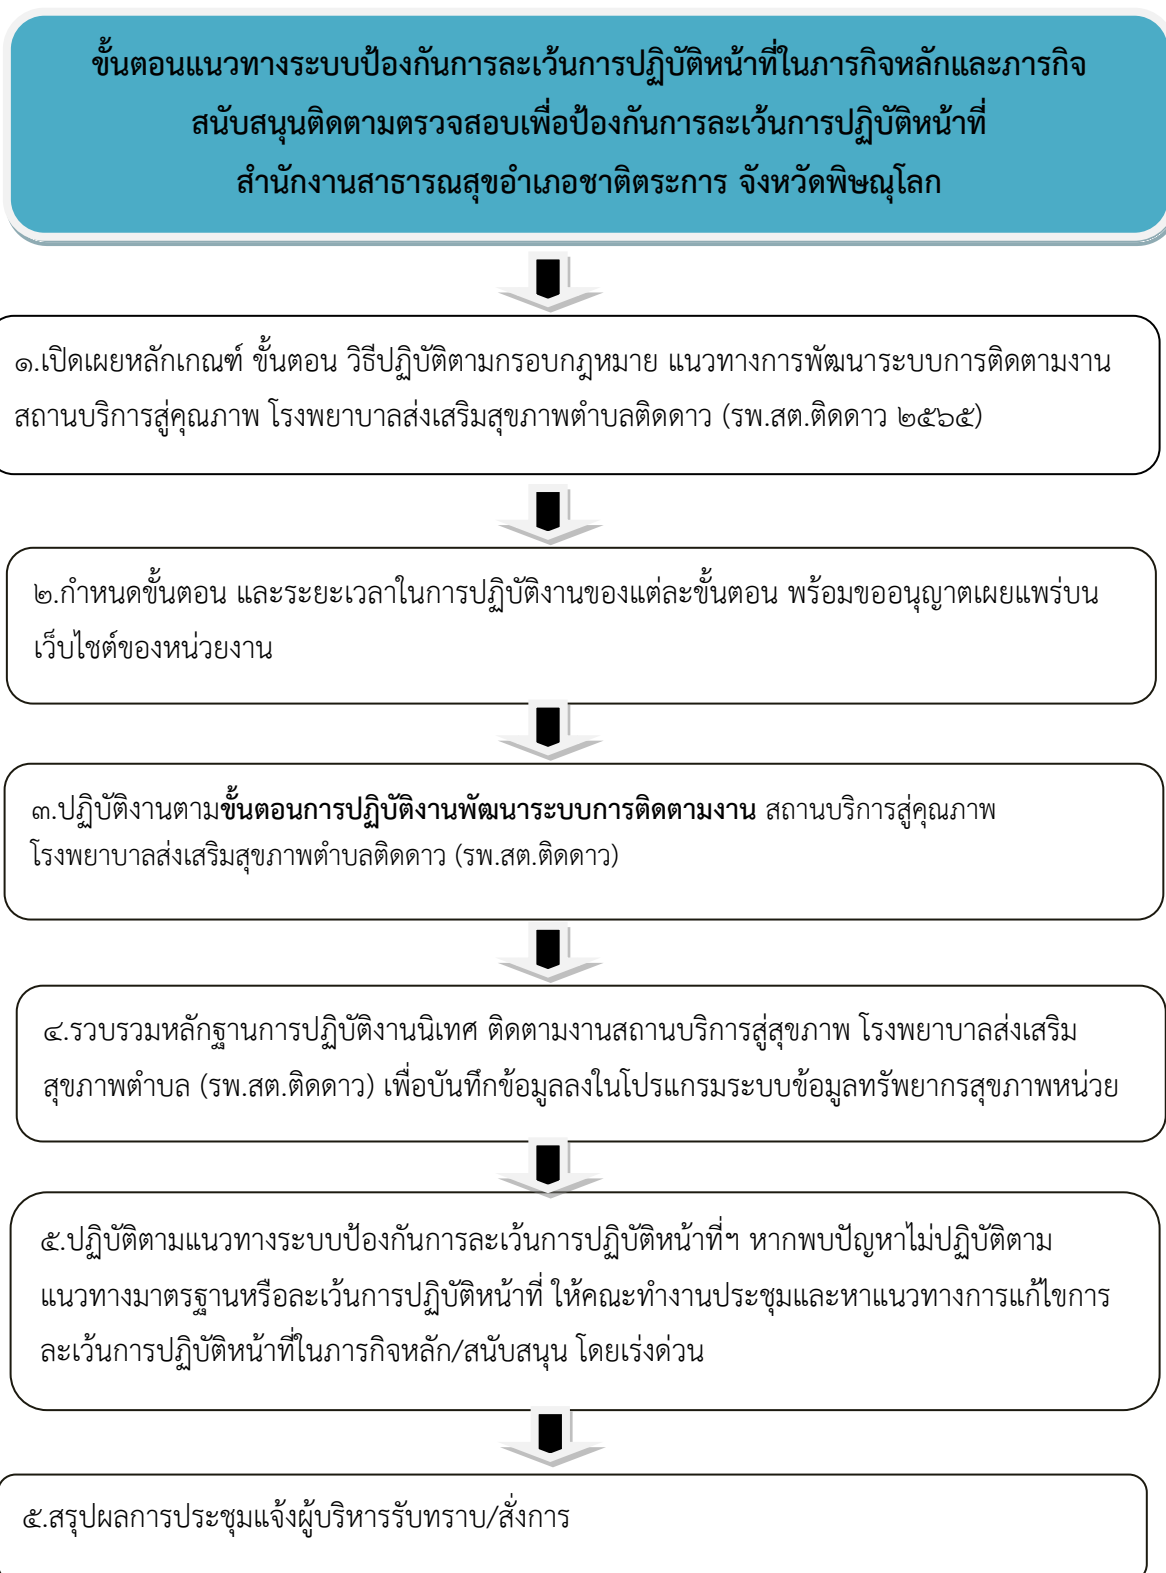 ขั้นตอนแนวทางระบบป้องกันการละเว้นการปฏิบัติหน้าที่ในภารกิจหลักและภารกิจ
สนับสนุนติดตามตรวจสอบเพื่อป้องกันการละเว้นการปฏิบัติหน้าที่
สำนักงานสาธารณสุขอำเภอชาติตระการ จังหวัดพิษณุโลก
๑.เปิดเผยหลักเกณฑ์ ขั้นตอน วิธีปฏิบัติตามกรอบกฎหมาย แนวทางการพัฒนาระบบการติดตามงาน
สถานบริการสู่คุณภาพ โรงพยาบาลส่งเสริมสุขภาพตำบลติดดาว (รพ.สต.ติดดาว ๒๕๖๕)
๒.กำหนดขั้นตอน และระยะเวลาในการปฏิบัติงานของแต่ละขั้นตอน พร้อมขออนุญาตเผยแพร่บน
เว็บไซต์ของหน่วยงาน
๓.ปฏิบัติงานตามขั้นตอนการปฏิบัติงานพัฒนาระบบการติดตามงาน สถานบริการสู่คุณภาพ
โรงพยาบาลส่งเสริมสุขภาพตำบลติดดาว (รพ.สต.ติดดาว)
๔.รวบรวมหลักฐานการปฏิบัติงานนิเทศ ติดตามงานสถานบริการสู่สุขภาพ โรงพยาบาลส่งเสริม
สุขภาพตำบล (รพ.สต.ติดดาว) เพื่อบันทึกข้อมูลลงในโปรแกรมระบบข้อมูลทรัพยากรสุขภาพหน่วย
๕.ปฏิบัติตามแนวทางระบบป้องกันการละเว้นการปฏิบัติหน้าที่ฯ หากพบปัญหาไม่ปฏิบัติตาม
แนวทางมาตรฐานหรือละเว้นการปฏิบัติหน้าที่ ให้คณะทำงานประชุมและหาแนวทางการแก้ไขการ
ละเว้นการปฏิบัติหน้าที่ในภารกิจหลัก/สนับสนุน โดยเร่งด่วน
๕.สรุปผลการประชุมแจ้งผู้บริหารรับทราบ/สั่งการ